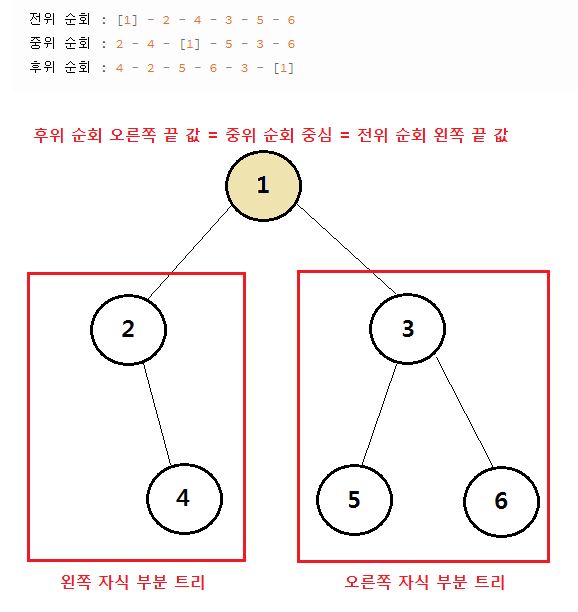 전위 순회 : [1] - 2 - 4 - 3 - 5 - 6
중위 순회 : 2 - 4 - [1] - 5 - 3 - 6
후위 순회 : 4 - 2 - 5 - 6 - 3 - [1]
후위 순회 오른쪽 끝 값 = 중위 순회 중심 = 전위 순회 왼쪽 끝 값
1
2
3
4
5
6
왼쪽 자식 부분 트리
오른쪽 자식 부분 트리